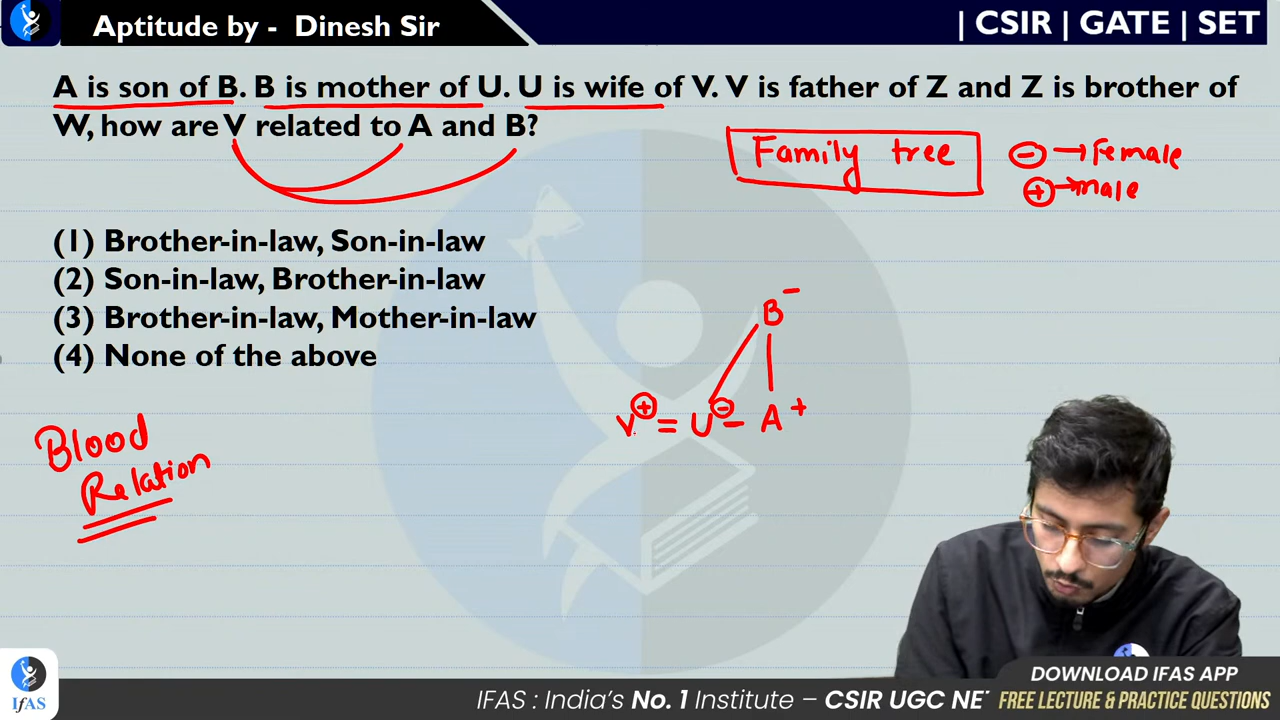 Aptitude by - Dinesh Sir
| CSIR | GATE | SET
A is son of B. B is mother of U. U is wife of V. V is father of Z and Z is brother of
W, how are V related to A and B?
Family tree
⊖ → Female
⊕ → male
(1) Brother-in-law, Son-in-law
(2) Son-in-law, Brother-in-law
(3) Brother-in-law, Mother-in-law
(4) None of the above
B -
V ⊕ = U ⊖ - A +
Blood
Relation
IFAS
IFAS : India's No. 1 Institute – CSIR UGC NET
DOWNLOAD IFAS APP
FREE LECTURE & PRACTICE QUESTIONS